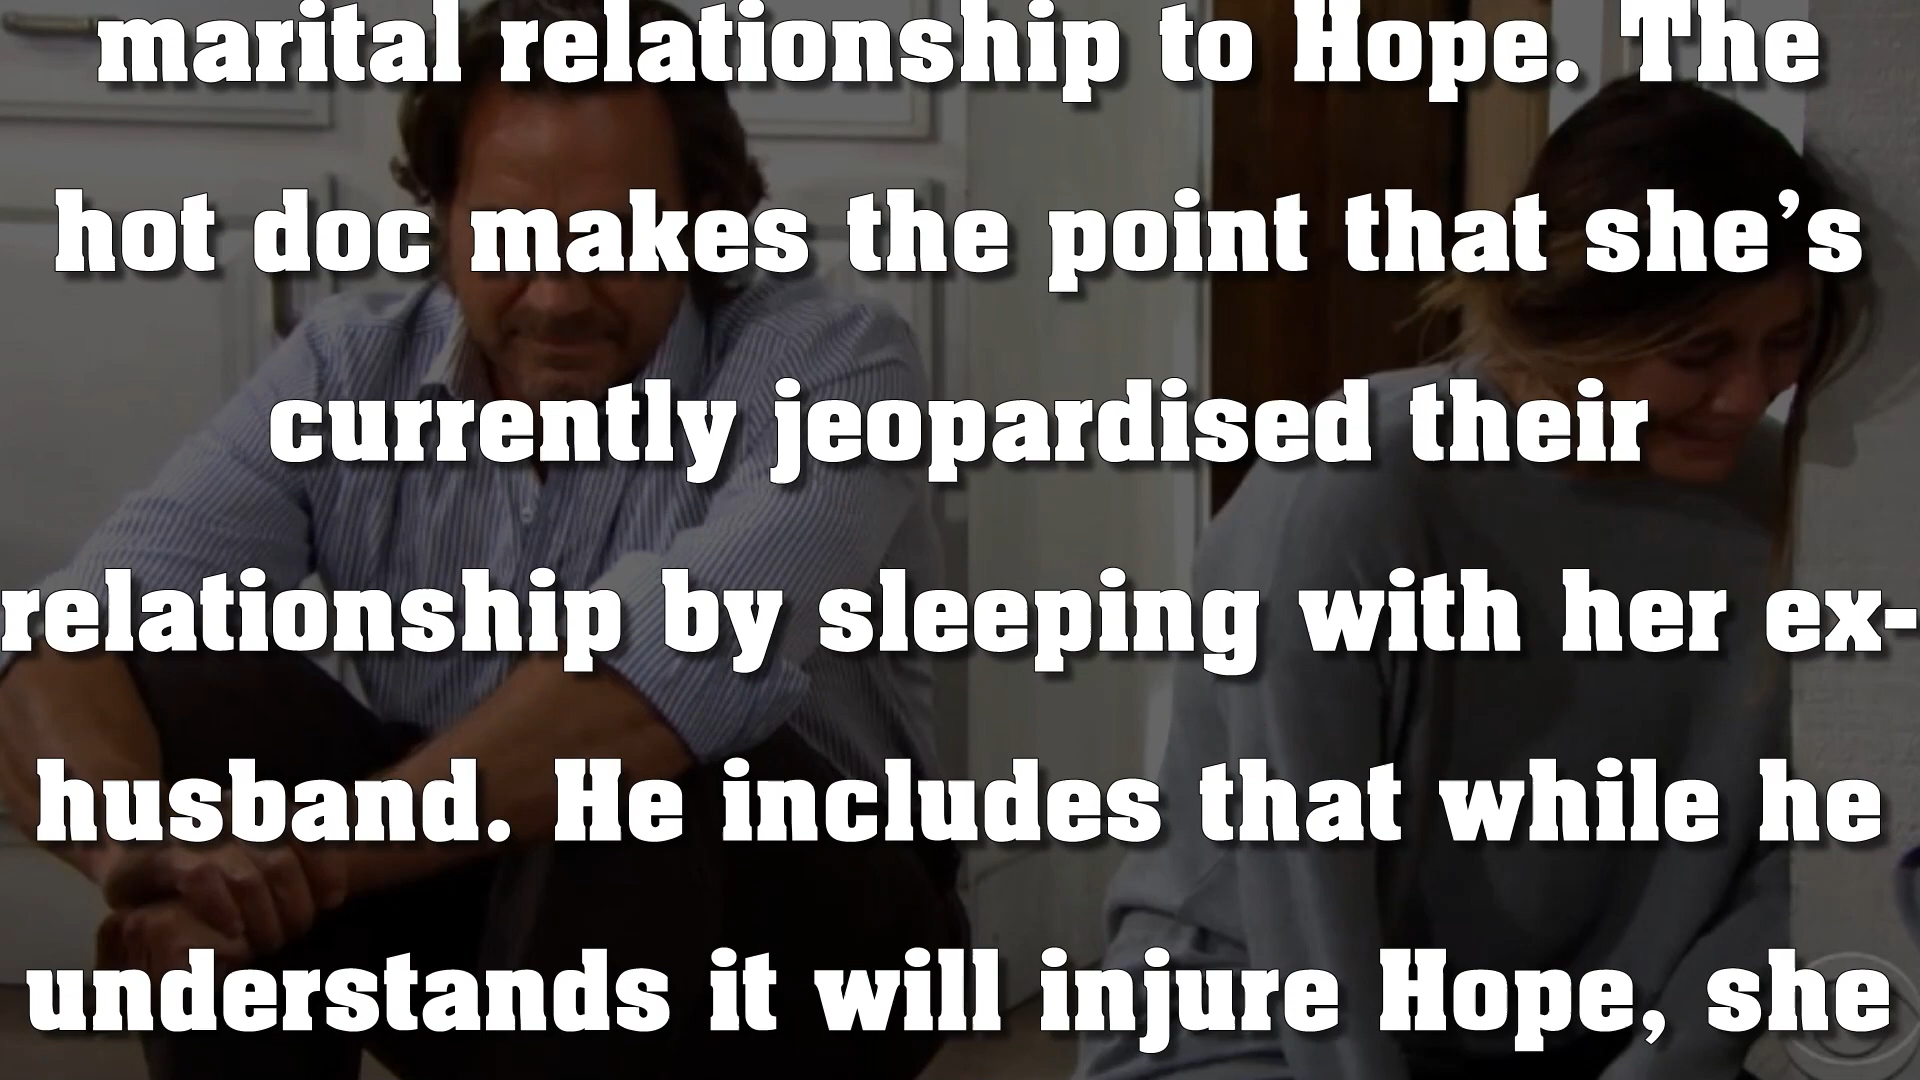 marital relationship to Hope. The
hot doc makes the point that she’s
currently jeopardised their
relationship by sleeping with her ex-
husband. He includes that while he
understands it will injure Hope, she